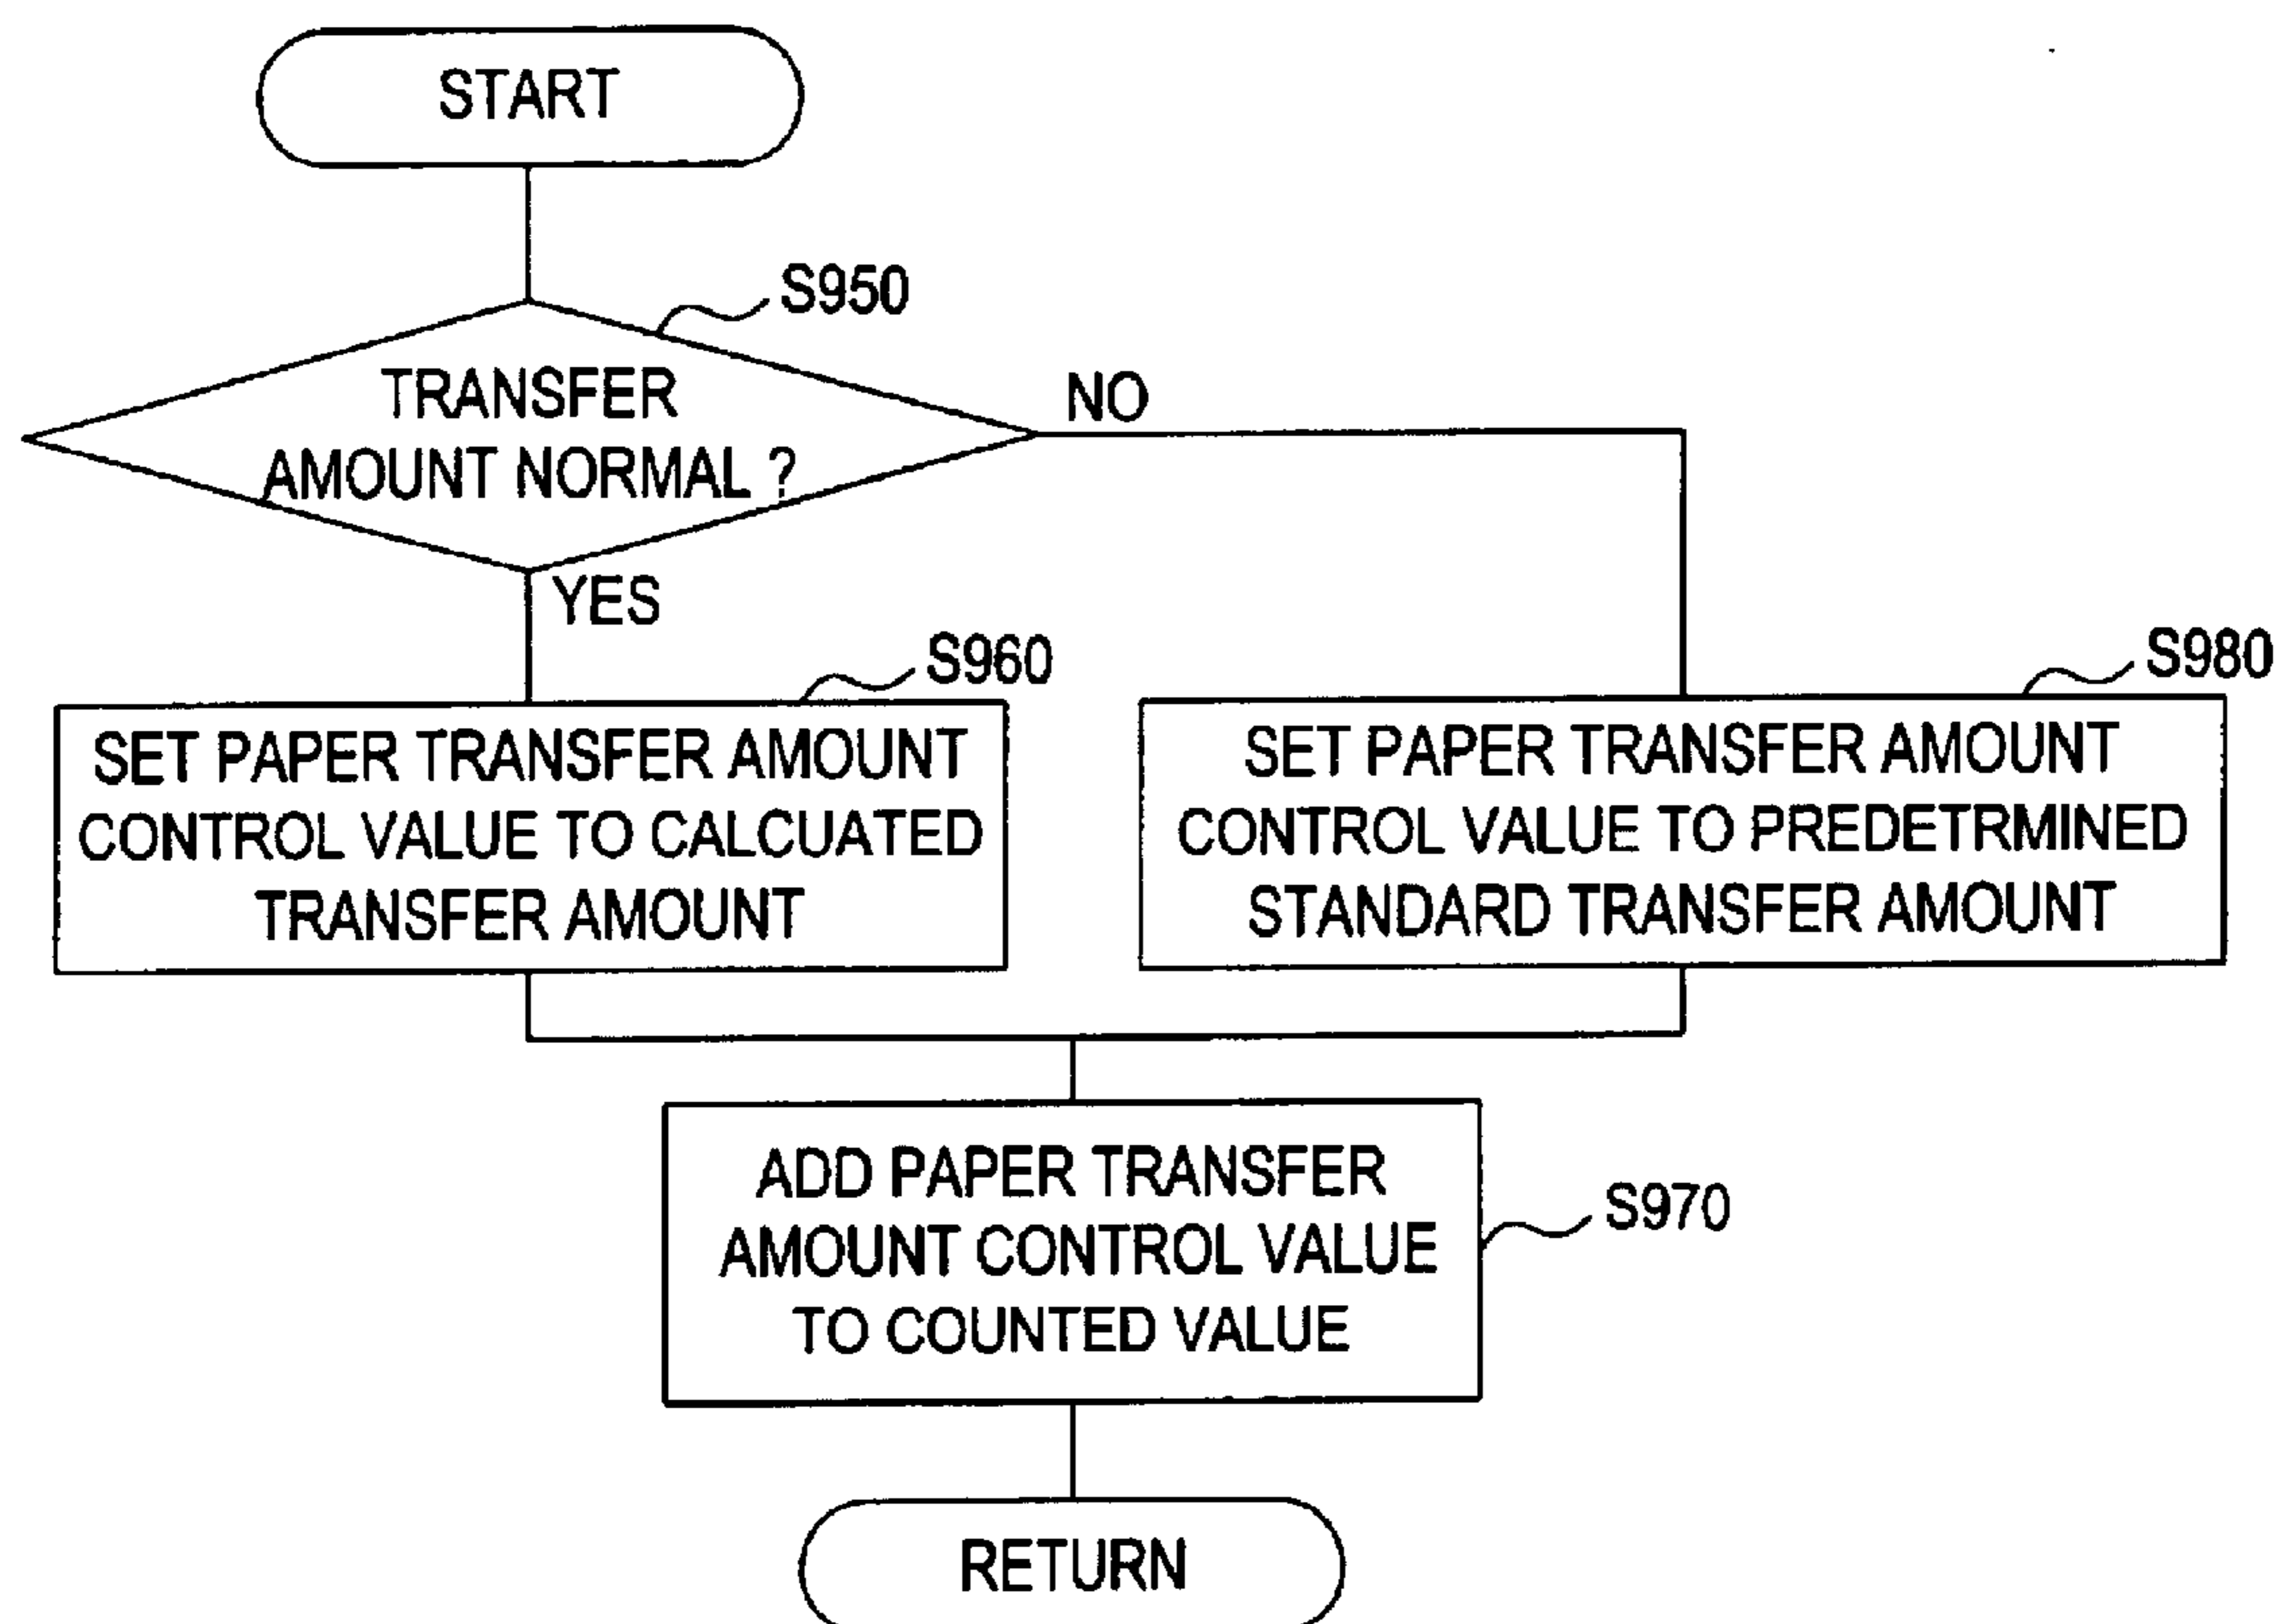 START
S950
TRANSFER
AMOUNT NORMAL ?
NO
YES
S960
SET PAPER TRANSFER AMOUNT
CONTROL VALUE TO CALCUATED
TRANSFER AMOUNT
S980
SET PAPER TRANSFER AMOUNT
CONTROL VALUE TO PREDETRMINED
STANDARD TRANSFER AMOUNT
ADD PAPER TRANSFER
AMOUNT CONTROL VALUE
TO COUNTED VALUE
S970
RETURN